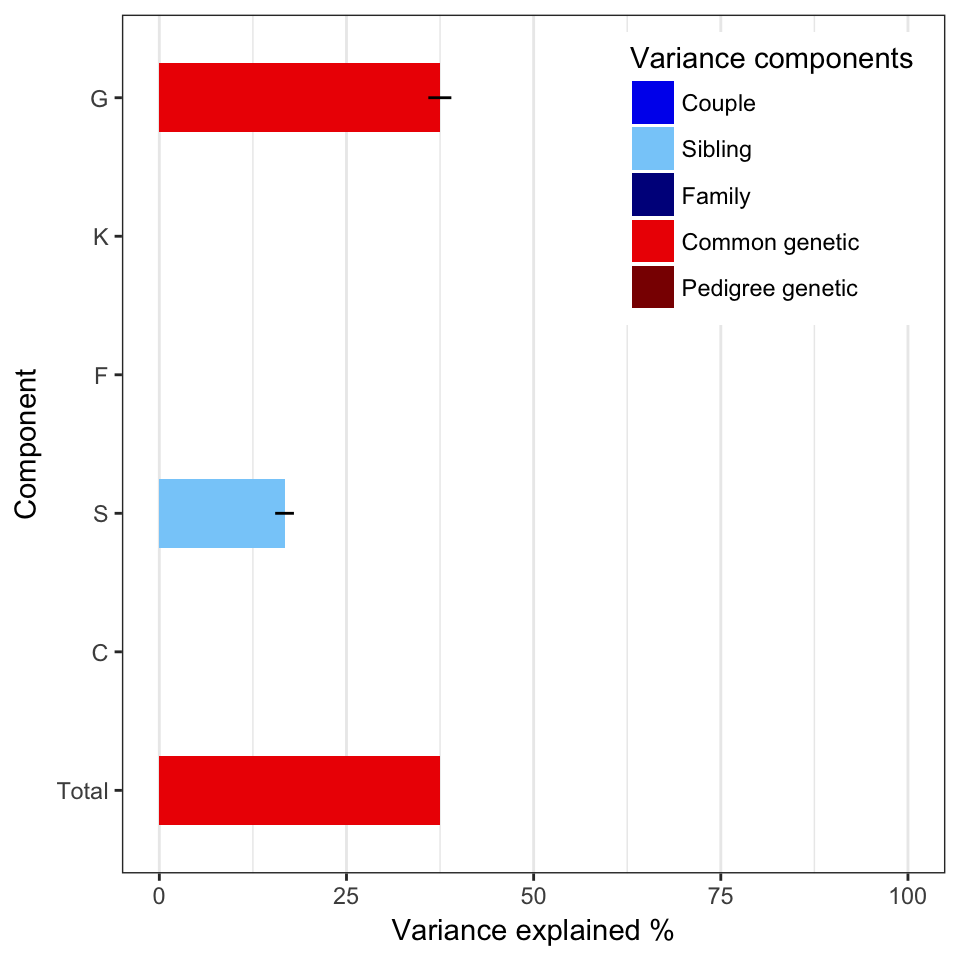 Variance components
Couple
Sibling
Family
Common genetic
Pedigree genetic
Component
G
K
F
S
C
Total
0 25 50 75 100
Variance explained %